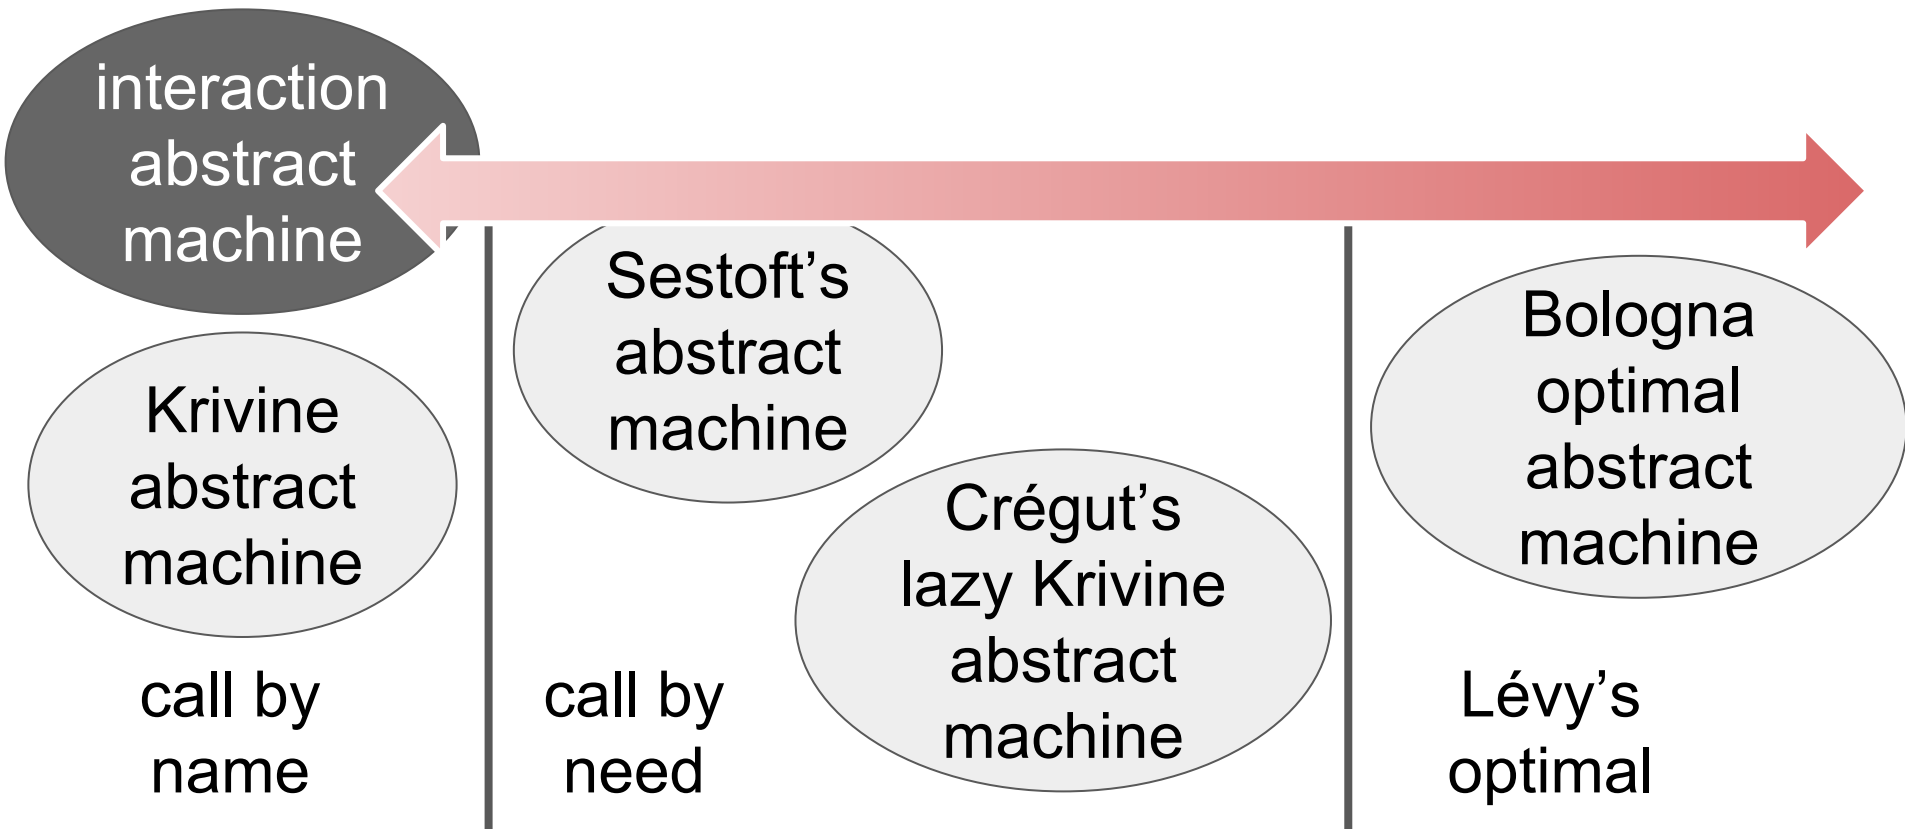 interaction
abstract
machine
Krivine
abstract
machine
call by
name
Sestoft’s
abstract
machine
Crégut’s
lazy Krivine
abstract
machine
call by
need
Bologna
optimal
abstract
machine
Lévy’s
optimal